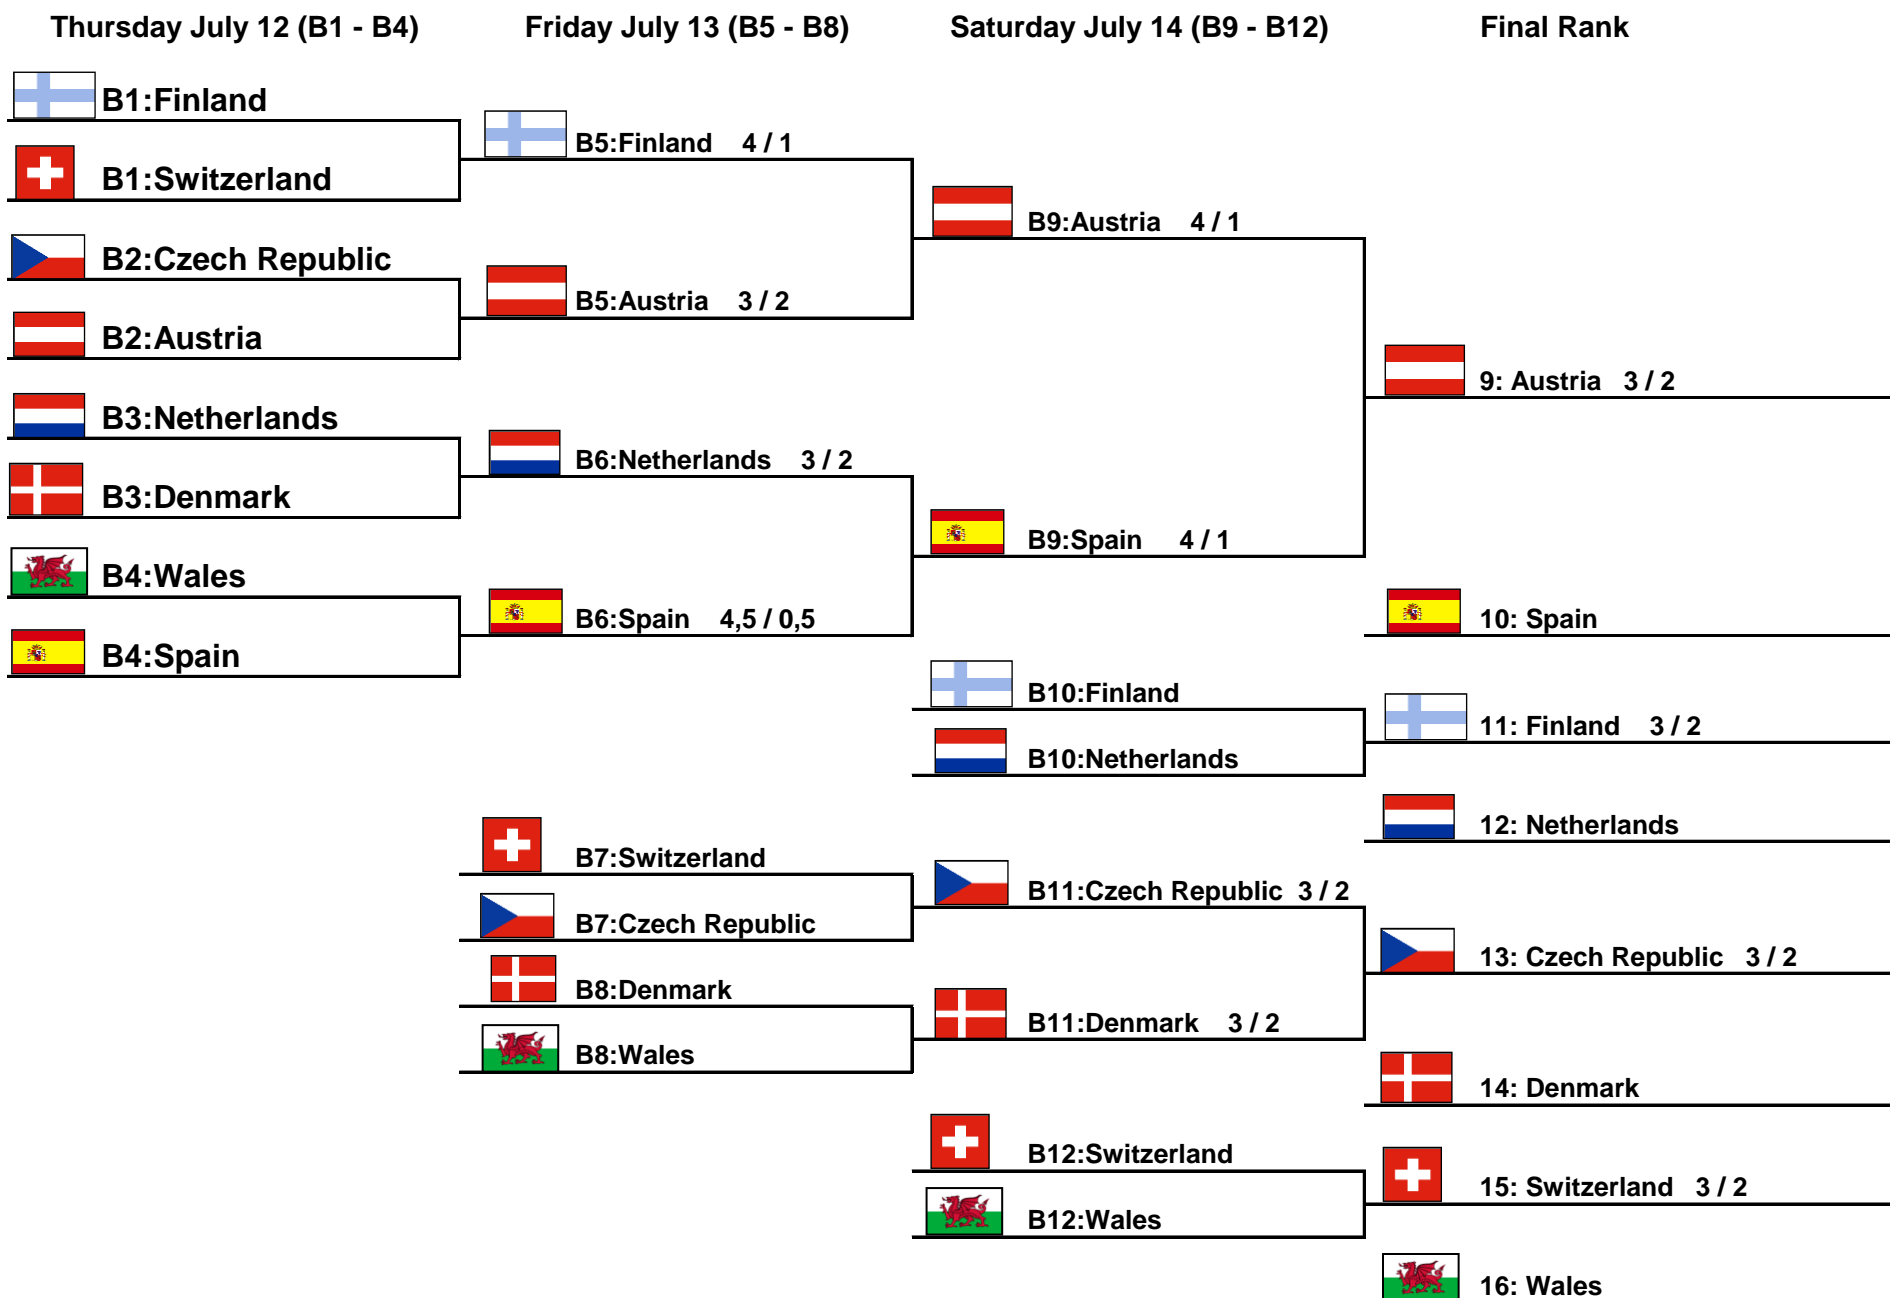 Thursday July 12 (B1 - B4)
Friday July 13 (B5 - B8)
Saturday July 14 (B9 - B12)
Final Rank
B1:Finland
B1:Switzerland
B2:Czech Republic
B2:Austria
B3:Netherlands
B3:Denmark
B4:Wales
B4:Spain
B5:Finland 4 / 1
B5:Austria 3 / 2
B6:Netherlands 3 / 2
B6:Spain 4,5 / 0,5
B7:Switzerland
B7:Czech Republic
B8:Denmark
B8:Wales
B9:Austria 4 / 1
B9:Spain 4 / 1
B10:Finland
B10:Netherlands
B11:Czech Republic 3 / 2
B11:Denmark 3 / 2
B12:Switzerland
B12:Wales
9: Austria 3 / 2
10: Spain
11: Finland 3 / 2
12: Netherlands
13: Czech Republic 3 / 2
14: Denmark
15: Switzerland 3 / 2
16: Wales